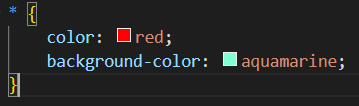 * {
    color: red;
    background-color: aquamarine;
}